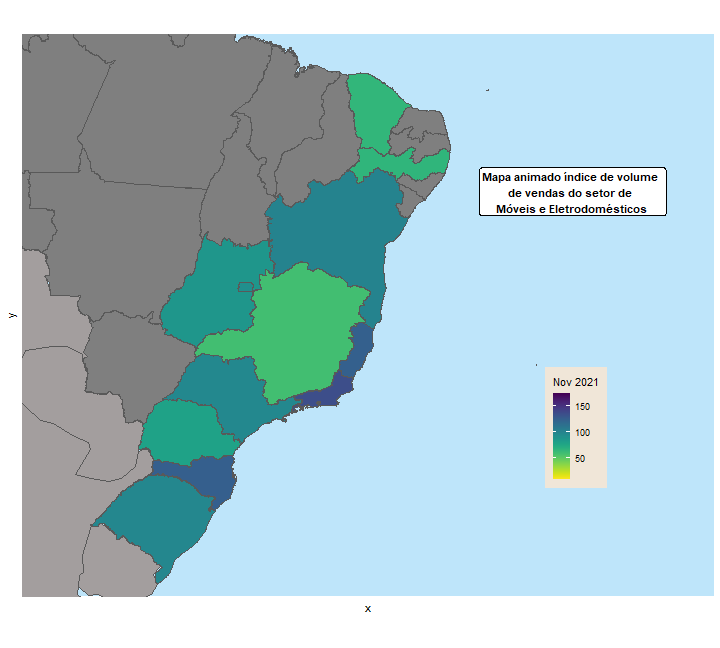 Mapa animado índice de volume
de vendas do setor de
Móveis e Eletrodomésticos
y
Nov 2021
150
100
50
x